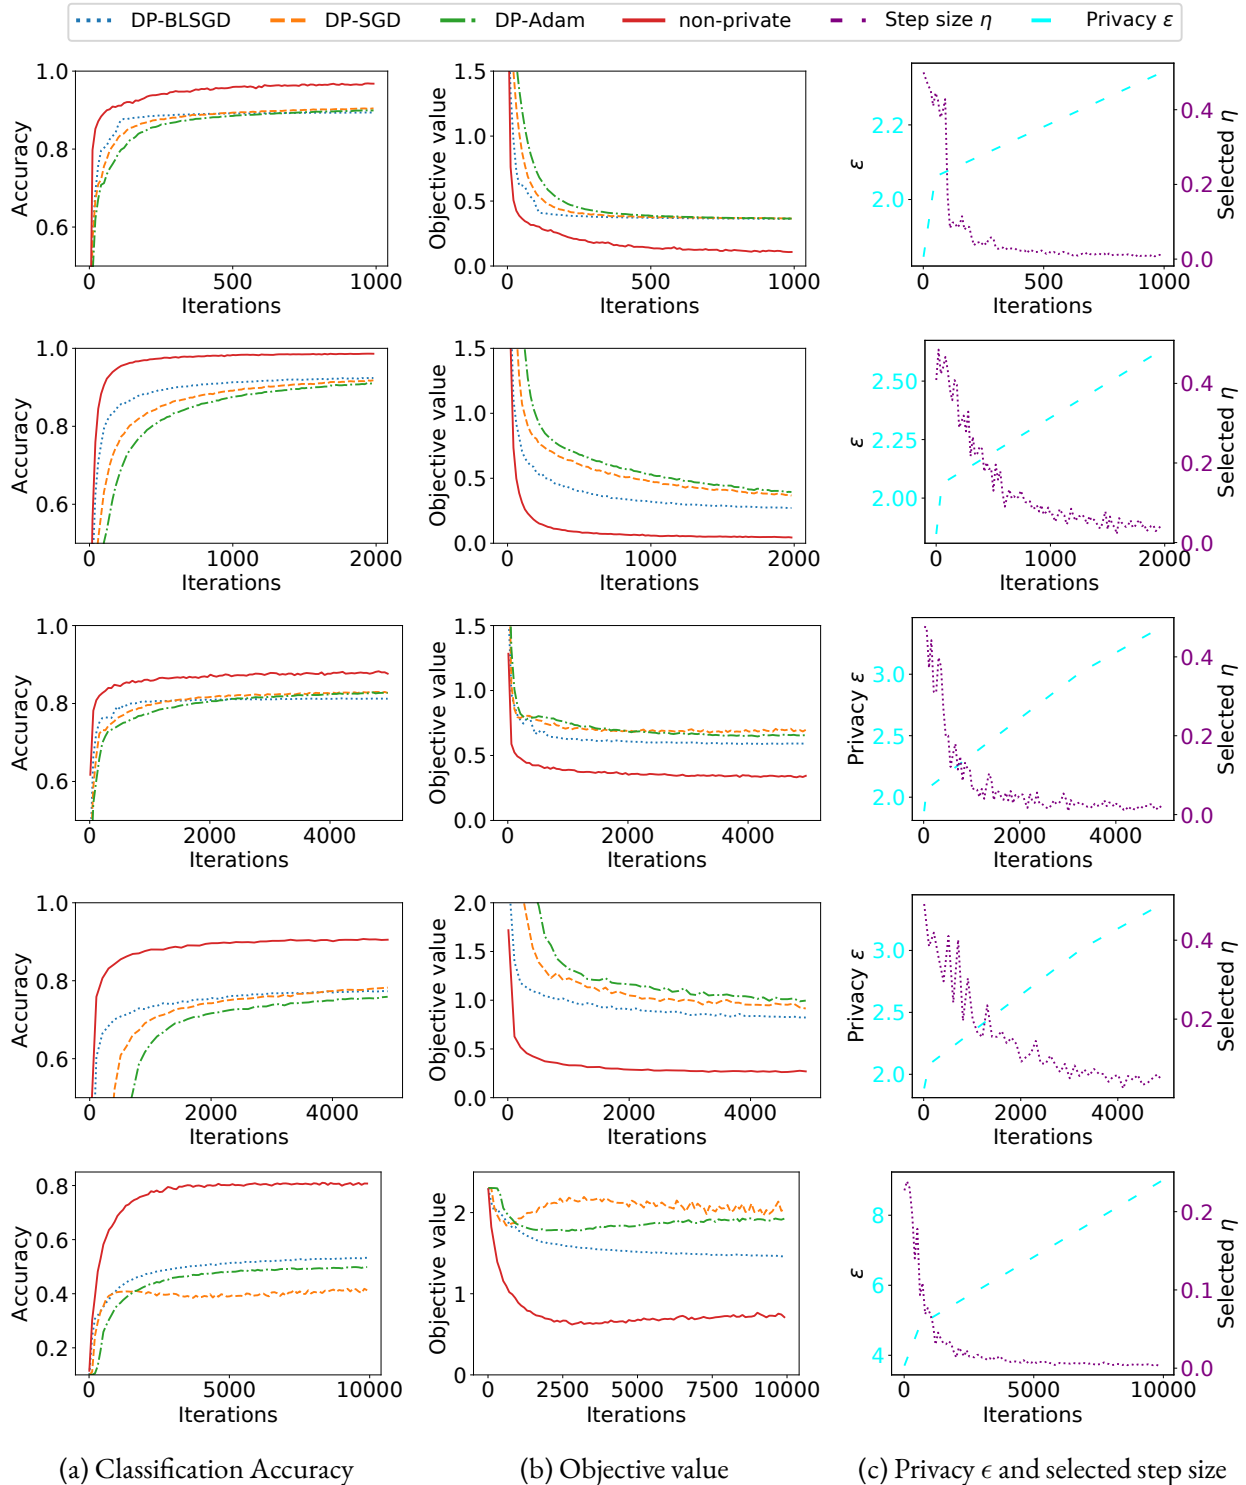 DP-BLSGD DP-SGD DP-Adam non-private Step size η Privacy ε
1.0 0.8 0.6 Accuracy 0 500 1000 Iterations
1.5 1.0 0.5 0.0 Objective value 0 500 1000 Iterations
2.2 2.0 ε 0.4 0.2 0.0 Selected η 0 500 1000 Iterations
1.0 0.8 0.6 Accuracy 0 1000 2000 Iterations
1.5 1.0 0.5 0.0 Objective value 0 1000 2000 Iterations
2.50 2.25 2.00 ε 0.4 0.2 0.0 Selected η 0 1000 2000 Iterations
1.0 0.8 0.6 Accuracy 0 2000 4000 Iterations
1.5 1.0 0.5 0.0 Objective value 0 2000 4000 Iterations
3.0 2.5 2.0 Privacy ε 0.4 0.2 0.0 Selected η 0 2000 4000 Iterations
1.0 0.8 0.6 Accuracy 0 2000 4000 Iterations
2.0 1.5 1.0 0.5 0.0 Objective value 0 2000 4000 Iterations
3.0 2.5 2.0 Privacy ε 0.4 0.2 Selected η 0 2000 4000 Iterations
0.8 0.6 0.4 0.2 Accuracy 0 5000 10000 Iterations
2 1 0 Objective value 0 2500 5000 7500 10000 Iterations
8 6 4 ε 0.2 0.1 0.0 Selected η 0 5000 10000 Iterations
(a) Classification Accuracy
(b) Objective value
(c) Privacy ϵ and selected step size